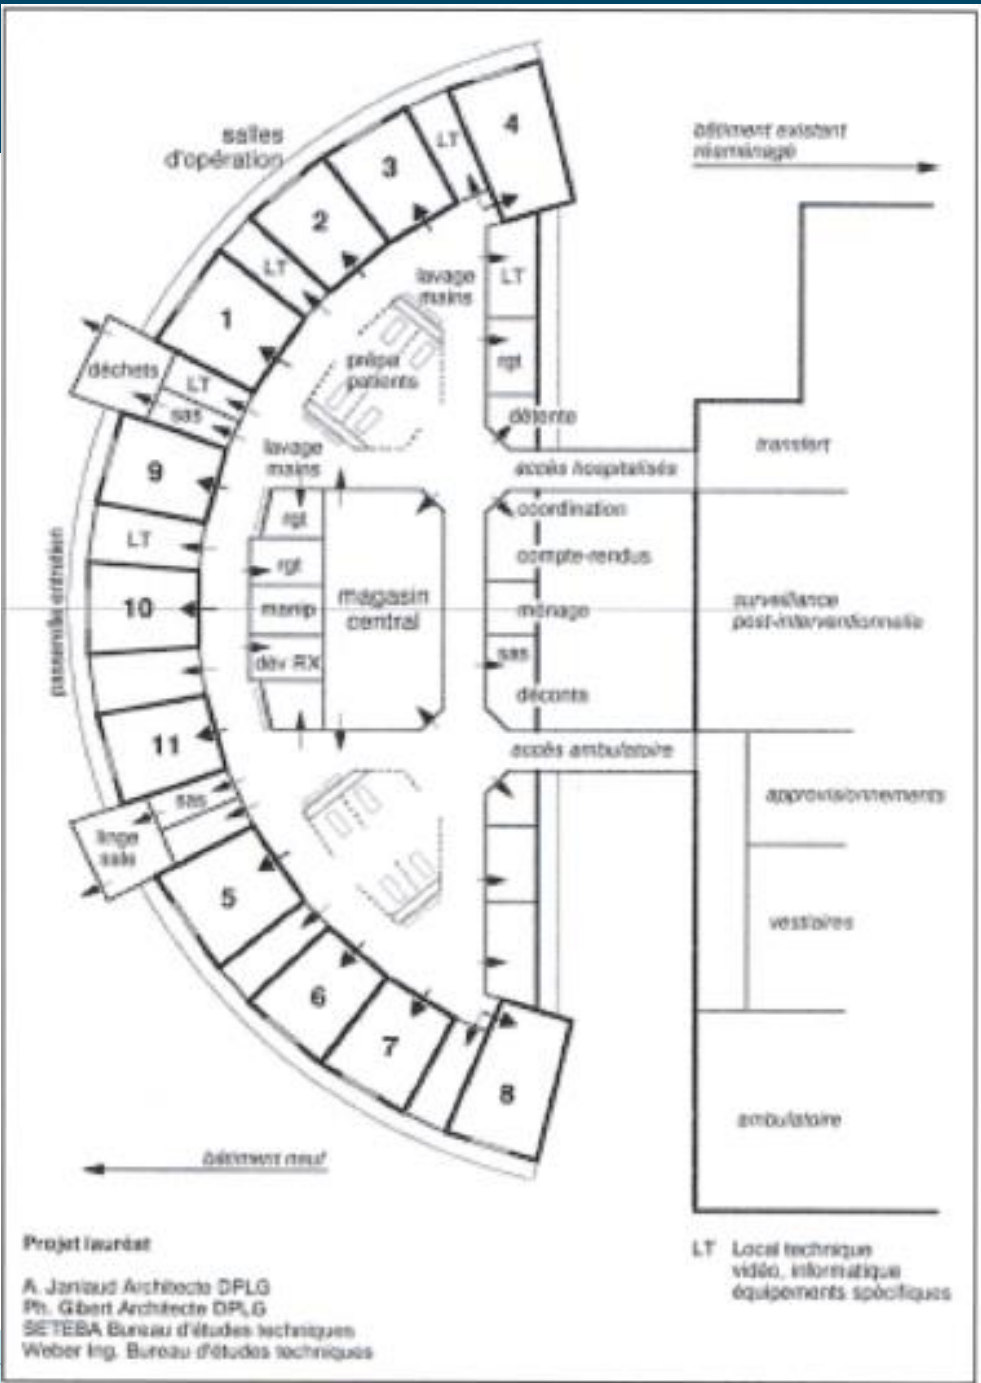 salles
d'opération
4
LT
3
2
LT
1
bâtiment existant
réaménagé
lavage
mains
LT
rgt
détente
prépa
patients
déchets
LT
sas
9
LT
10
11
passerelle entretien
lavage
mains
rgt
rgt
manip
dév RX
magasin
central
accès hospitalisés
transfert
coordination
compte-rendus
ménage
sas
déconta
surveillance
post-interventionnelle
accès ambulatoire
approvisionnements
vestiaires
ambulatoire
sas
linge
sale
5
6
7
8
bâtiment neuf
Projet lauréat
A. Janiaud Architecte DPLG
Ph. Gibert Architecte DPLG
SETEBA Bureau d'études techniques
Weber Ing. Bureau d'études techniques
LT Local technique
vidéo, informatique
équipements spécifiques